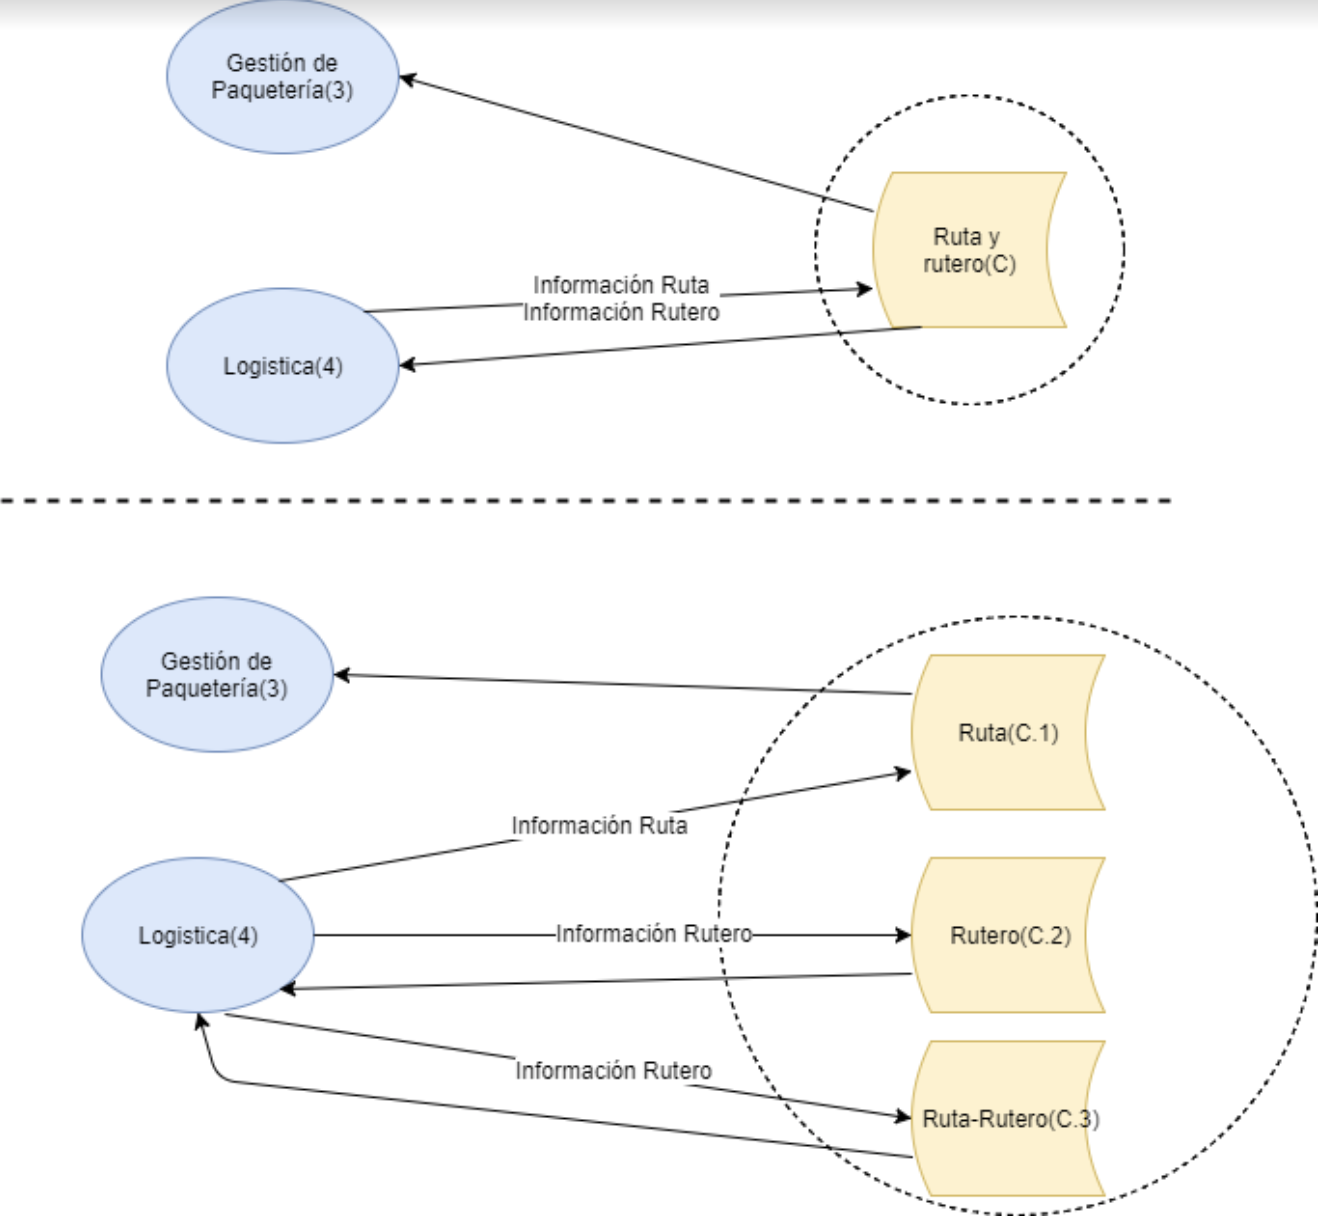 Gestión de
Paquetería(3)
Ruta y
rutero(C)
Información Ruta
Información Rutero
Logistica(4)
Gestión de
Paquetería(3)
Ruta(C.1)
Información Ruta
Logistica(4)
Información Rutero
Rutero(C.2)
Información Rutero
Ruta-Rutero(C.3)